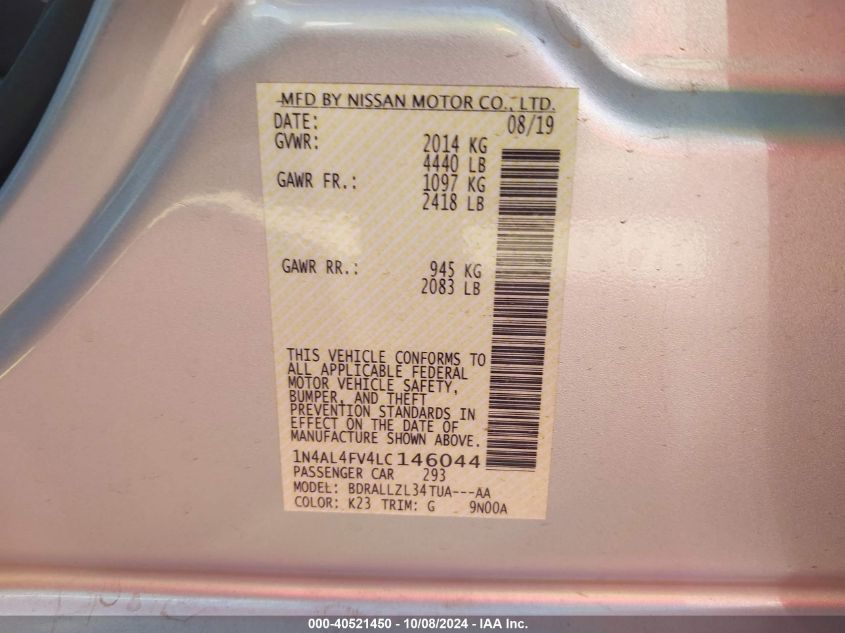 MFD BY NISSAN MOTOR CO., LTD.
DATE: 08/19
GVWR: 2014 KG
4440 LB
GAWR FR.: 1097 KG
2418 LB
GAWR RR.: 945 KG
2083 LB
THIS VEHICLE CONFORMS TO
ALL APPLICABLE FEDERAL
MOTOR VEHICLE SAFETY,
BUMPER, AND THEFT
PREVENTION STANDARDS IN
EFFECT ON THE DATE OF
MANUFACTURE SHOWN ABOVE.
1N4AL4FV4LC146044
PASSENGER CAR 293
MODEL: BDRALLZL34TUA---AA
COLOR: K23 TRIM: G 9N00A
000-40521450 - 10/08/2024 - IAA Inc.